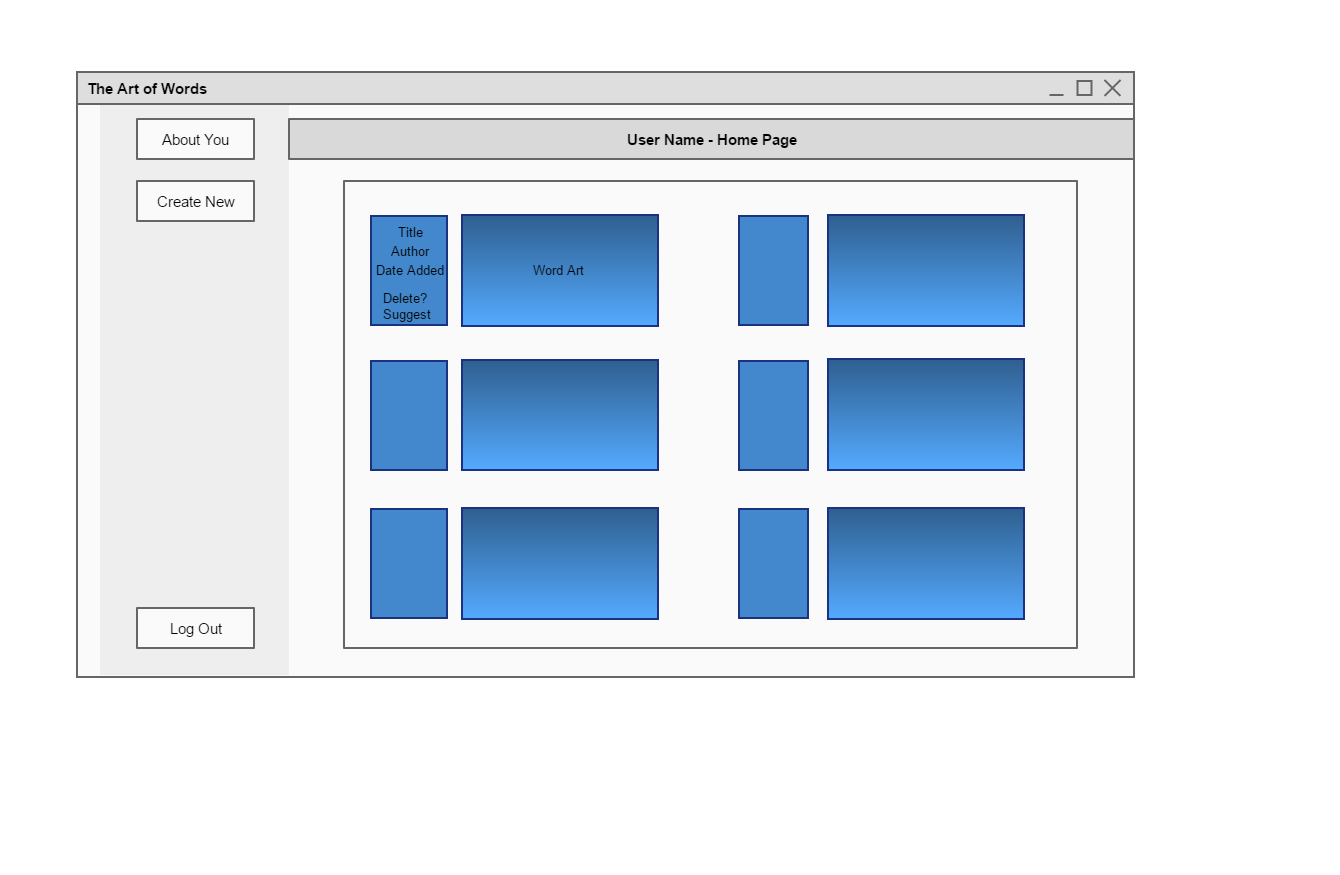 The Art of Words
About You
User Name - Home Page
Create New
Title
Author
Date Added
Delete?
Suggest
Word Art
Log Out